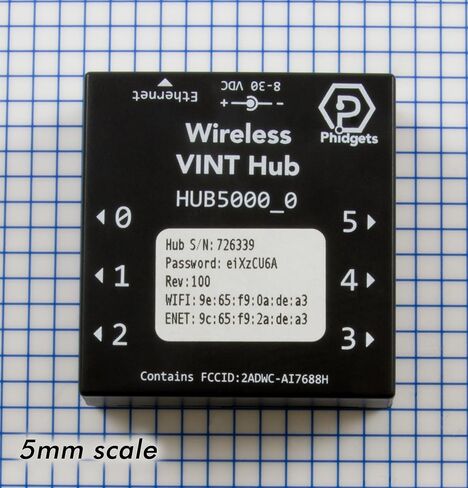 Ethernet
8-30 VDC
+ -
Phidgets
Wireless
VINT Hub
HUB5000_0
0
5
1
4
2
3
Hub S/N:726339
Password: eiXzCU6A
Rev:100
WIFI: 9e:65:f9:0a:de:a3
ENET: 9c:65:f9:2a:de:a3
Contains FCCID:2ADWC-AI7688H
5mm scale